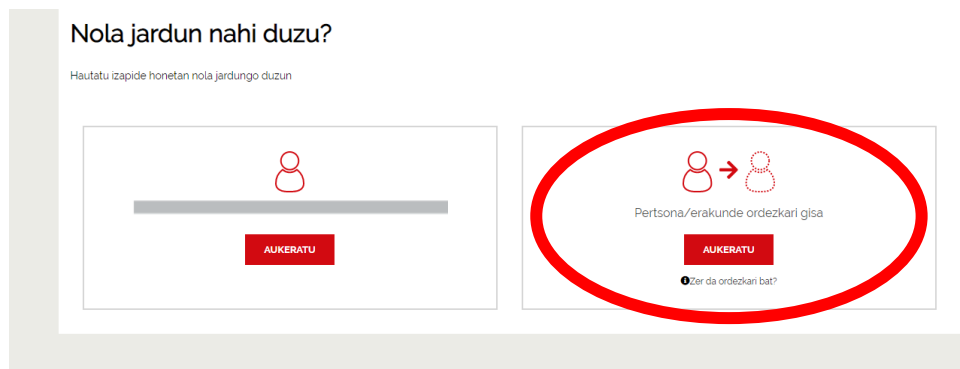 Nola jardun nahi duzu?
Hautatu izapide honetan nola jardungo duzun
AUKERATU
Pertsona/erakunde ordezkari gisa
AUKERATU
Zer da ordezkari bat?